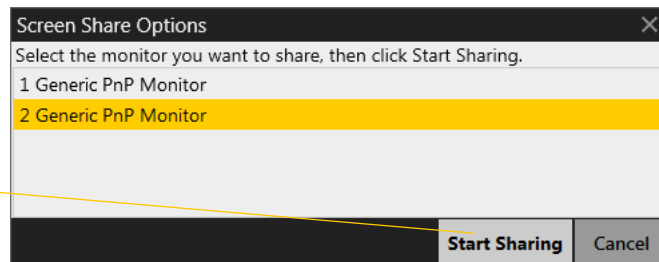 Screen Share Options
Select the monitor you want to share, then click Start Sharing.
1 Generic PnP Monitor
2 Generic PnP Monitor
Start Sharing Cancel